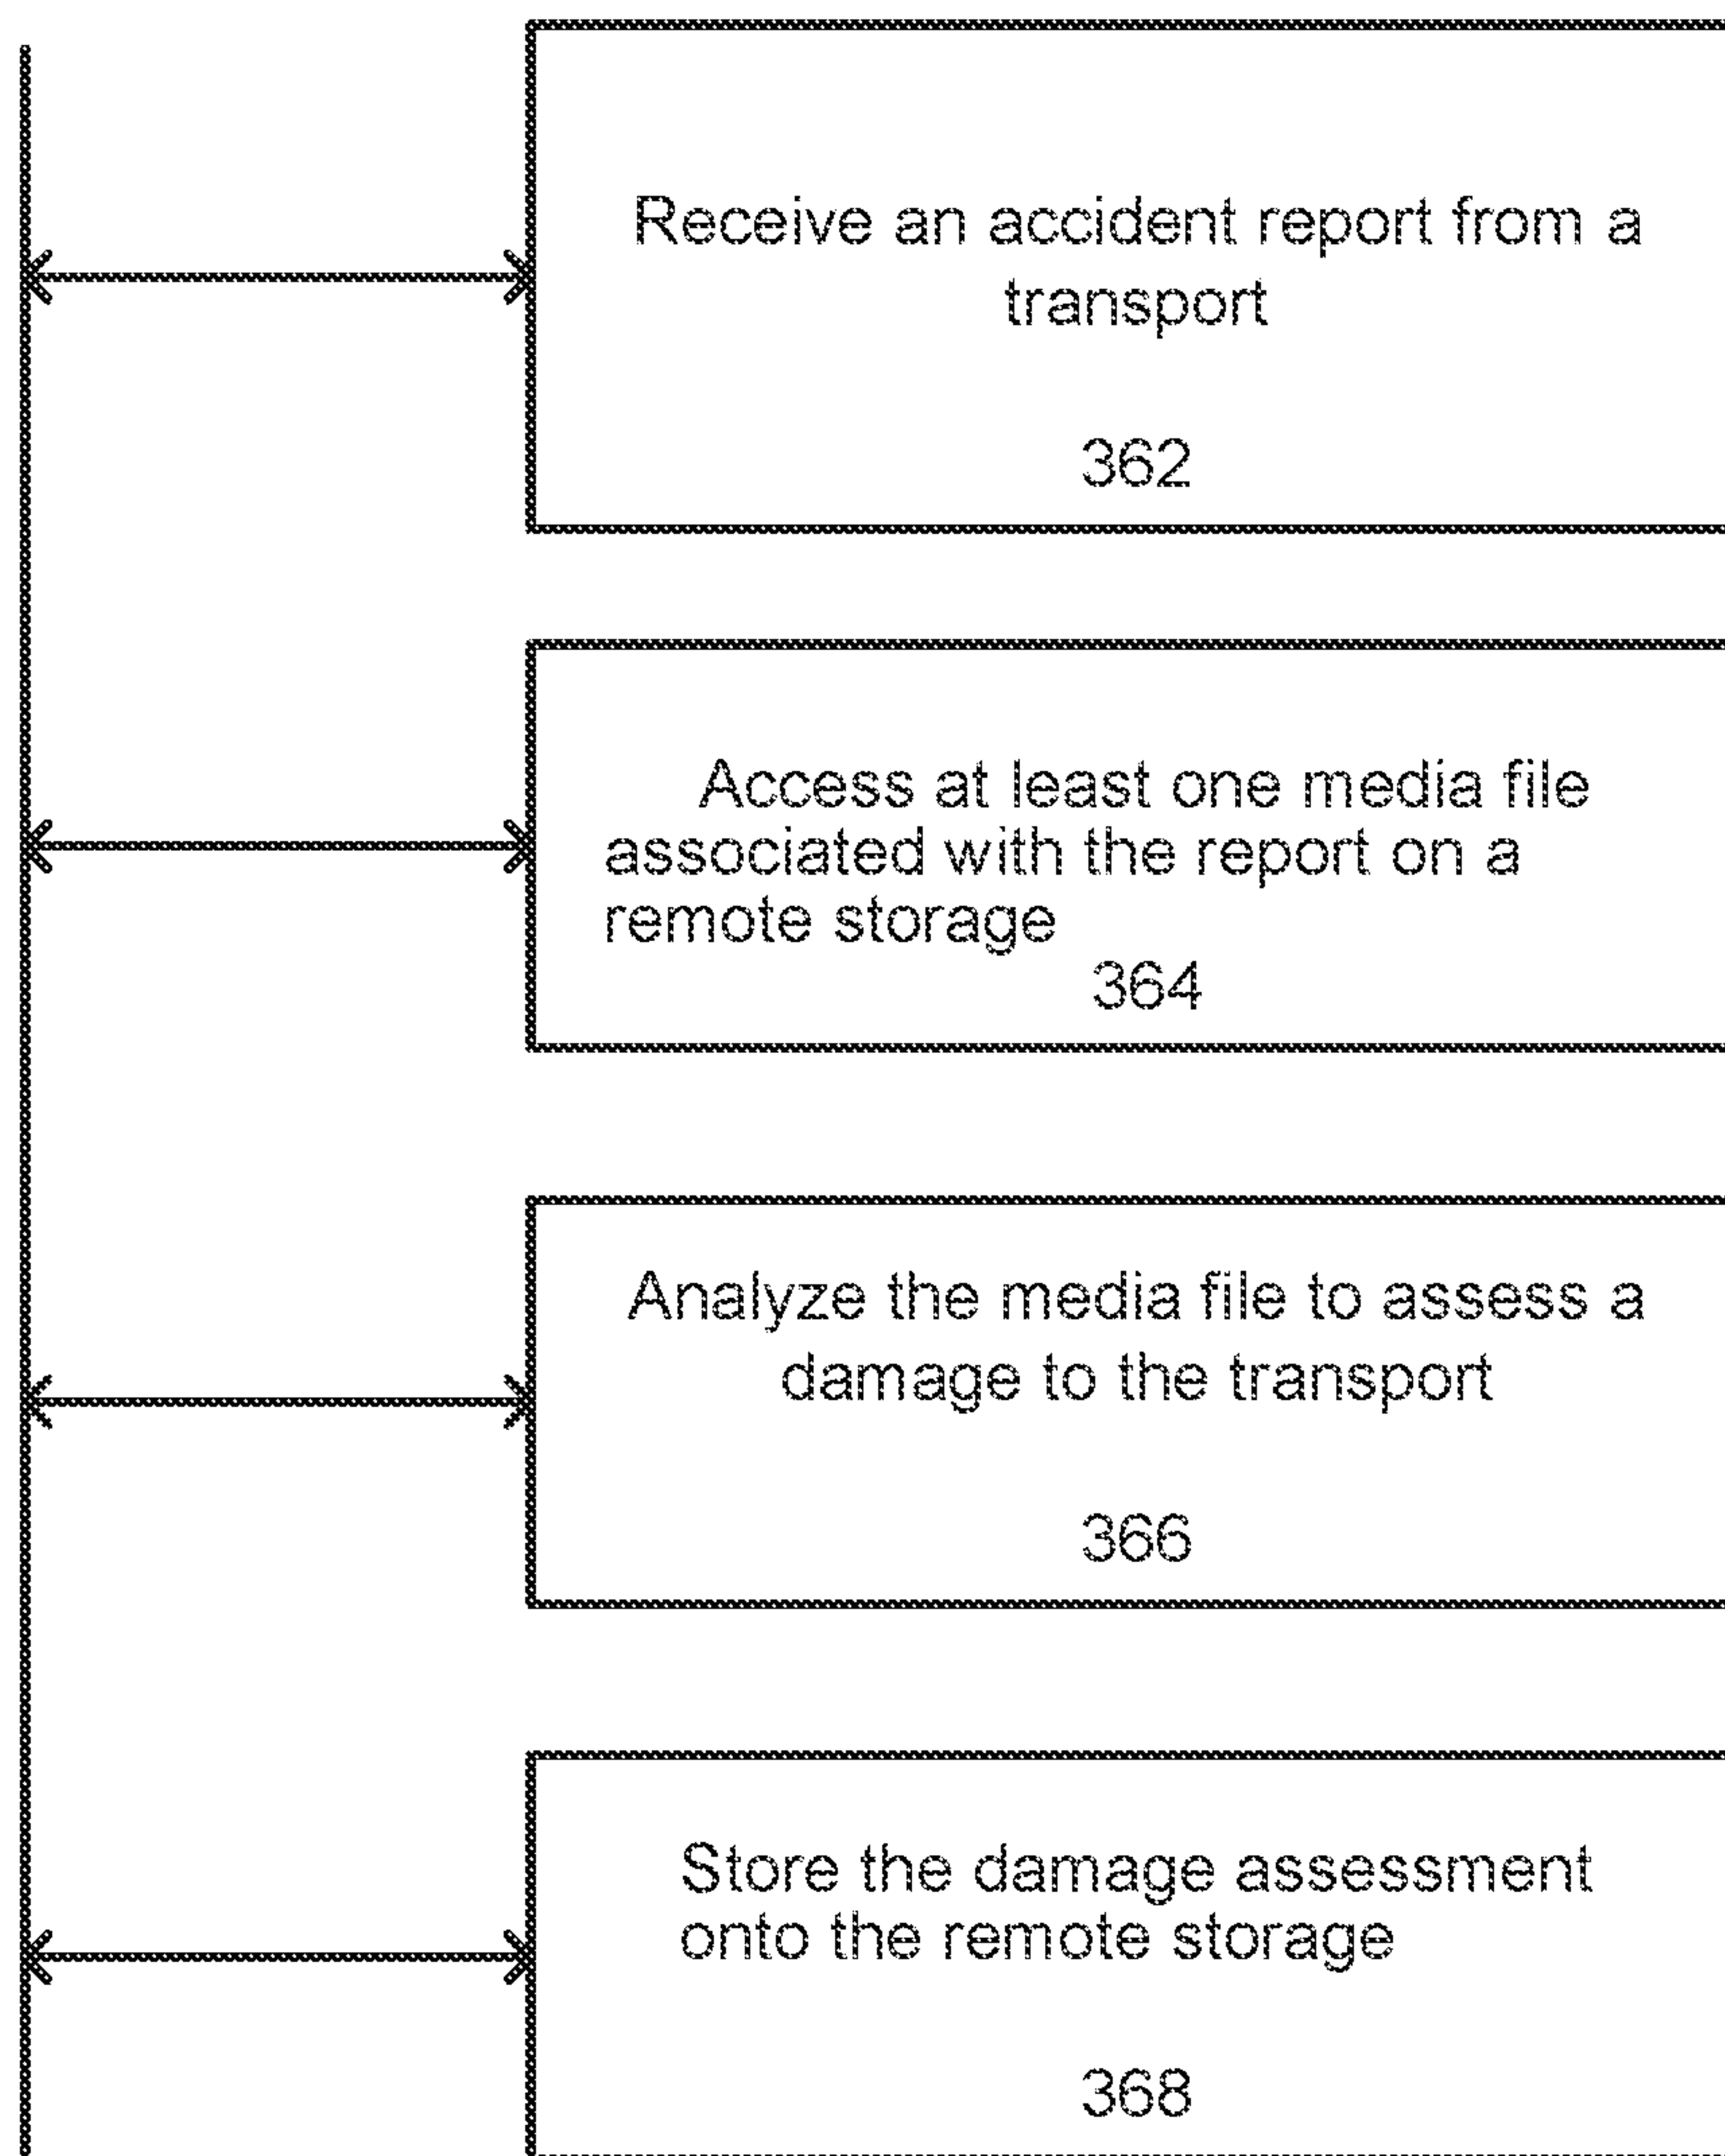 Receive an accident report from a
transport
362
Access at least one media file
associated with the report on a
remote storage
364
Analyze the media file to assess a
damage to the transport
366
Store the damage assessment
onto the remote storage
368